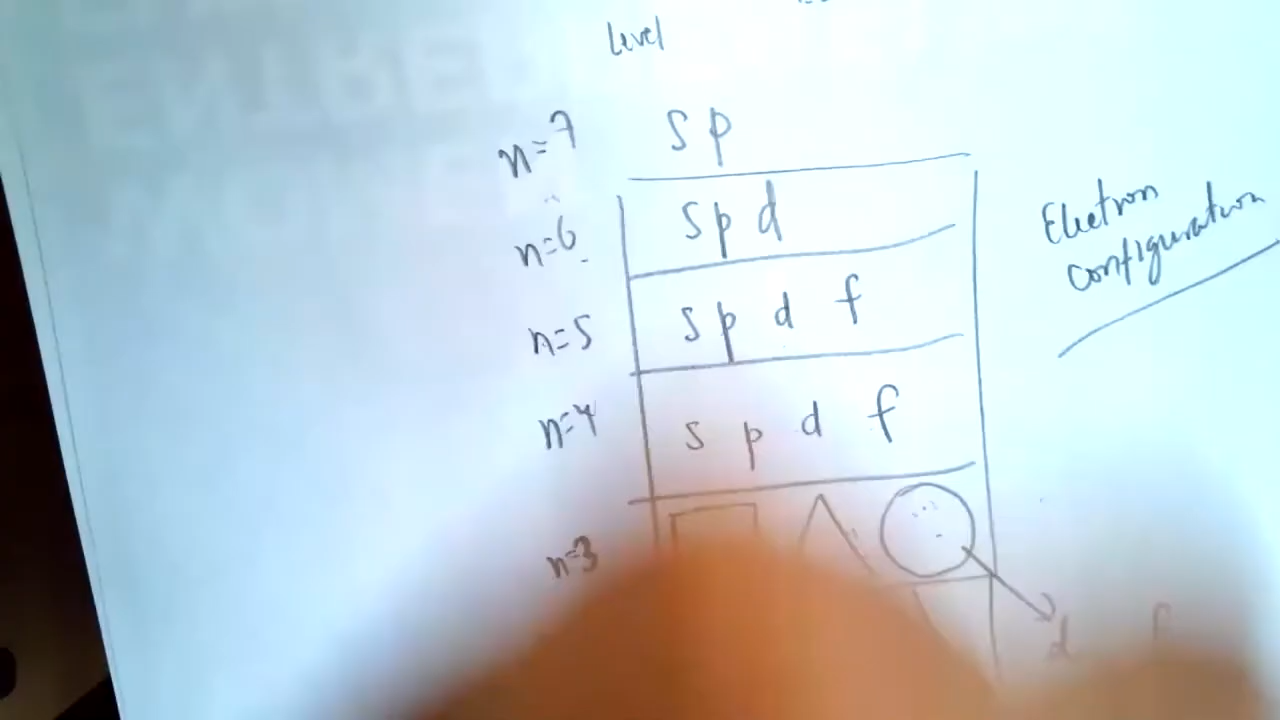 Level
n=7 s p
n=6 s p d
n=5 s p d f
n=4 s p d f
n=3
d f
Electron
configuration